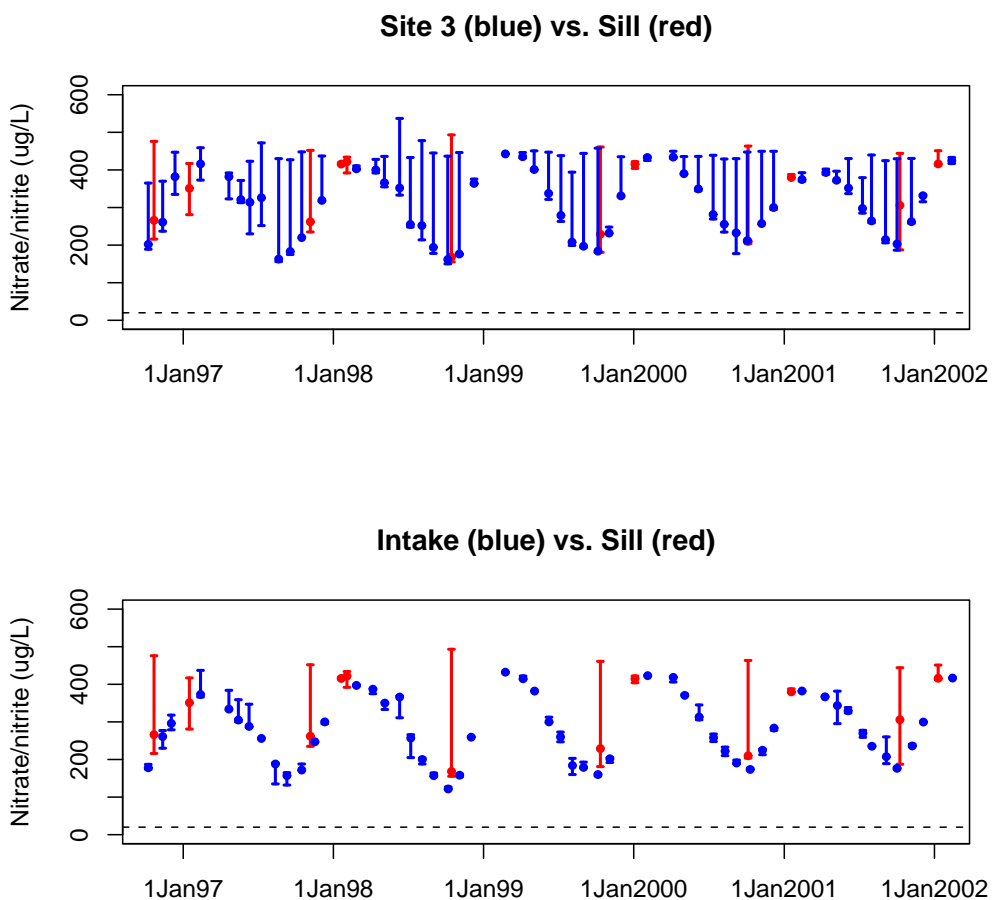 Site 3 (blue) vs. Sill (red)
Nitrate/nitrite (ug/L)
600
400
200
0
1Jan97 1Jan98 1Jan99 1Jan2000 1Jan2001 1Jan2002
Intake (blue) vs. Sill (red)
Nitrate/nitrite (ug/L)
600
400
200
0
1Jan97 1Jan98 1Jan99 1Jan2000 1Jan2001 1Jan2002